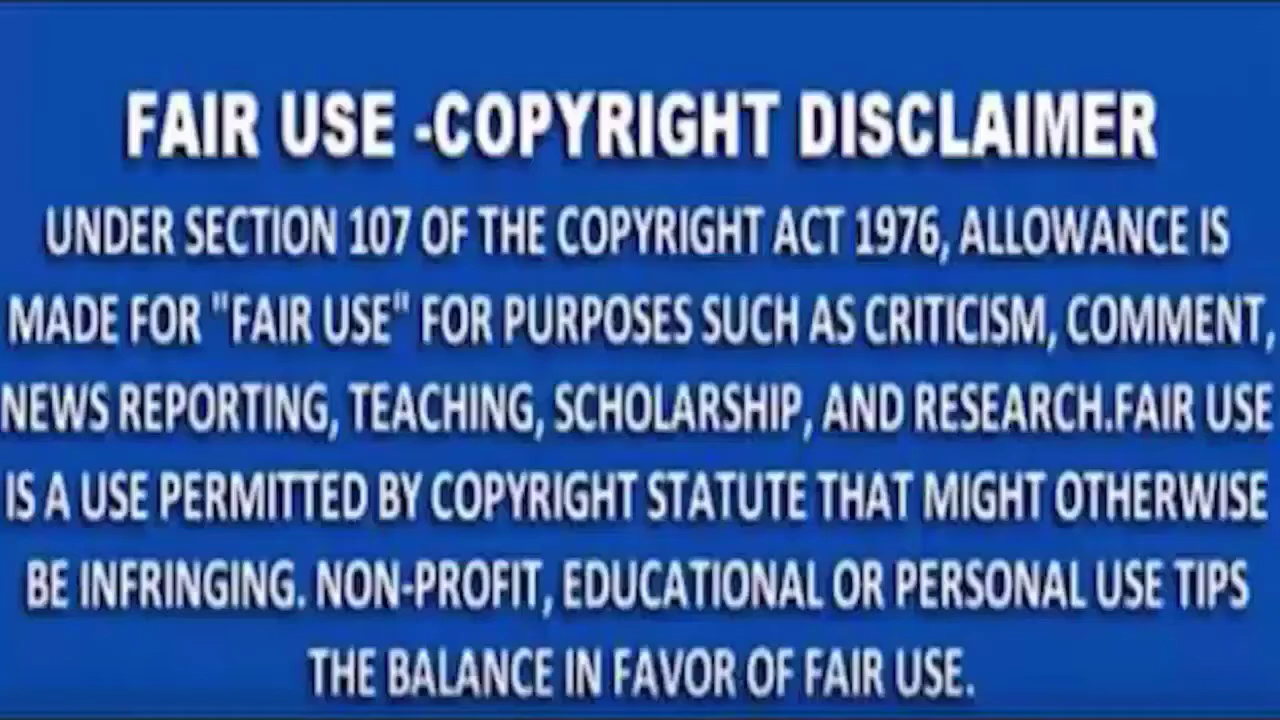 FAIR USE -COPYRIGHT DISCLAIMER
UNDER SECTION 107 OF THE COPYRIGHT ACT 1976, ALLOWANCE IS
MADE FOR "FAIR USE" FOR PURPOSES SUCH AS CRITICISM, COMMENT,
NEWS REPORTING, TEACHING, SCHOLARSHIP, AND RESEARCH.FAIR USE
IS A USE PERMITTED BY COPYRIGHT STATUTE THAT MIGHT OTHERWISE
BE INFRINGING. NON-PROFIT, EDUCATIONAL OR PERSONAL USE TIPS
THE BALANCE IN FAVOR OF FAIR USE.